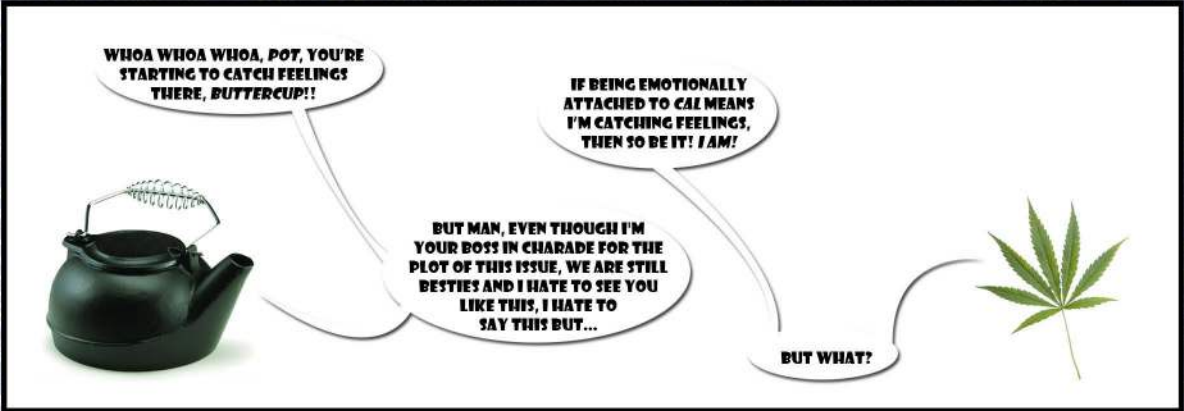 WHOA WHOA WHOA, POT, YOU'RE
STARTING TO CATCH FEELINGS
THERE, BUTTERCUP!!
BUT MAN, EVEN THOUGH I'M
YOUR BOSS IN CHARADE FOR THE
PLOT OF THIS ISSUE, WE ARE STILL
BESTIES AND I HATE TO SEE YOU
LIKE THIS, I HATE TO
SAY THIS BUT...
IF BEING EMOTIONALLY
ATTACHED TO CAL MEANS
I'M CATCHING FEELINGS,
THEN SO BE IT! I AM!
BUT WHAT?